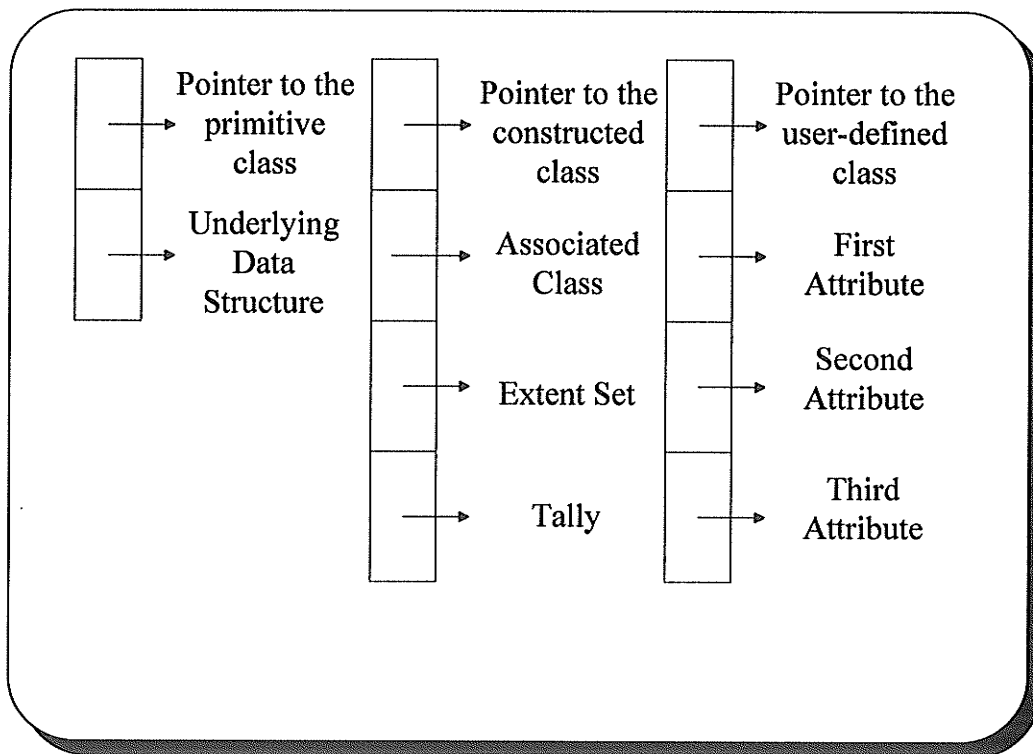 Pointer to the
primitive
class
Underlying
Data
Structure
Pointer to the
constructed
class
Associated
Class
Extent Set
Tally
Pointer to the
user-defined
class
First
Attribute
Second
Attribute
Third
Attribute